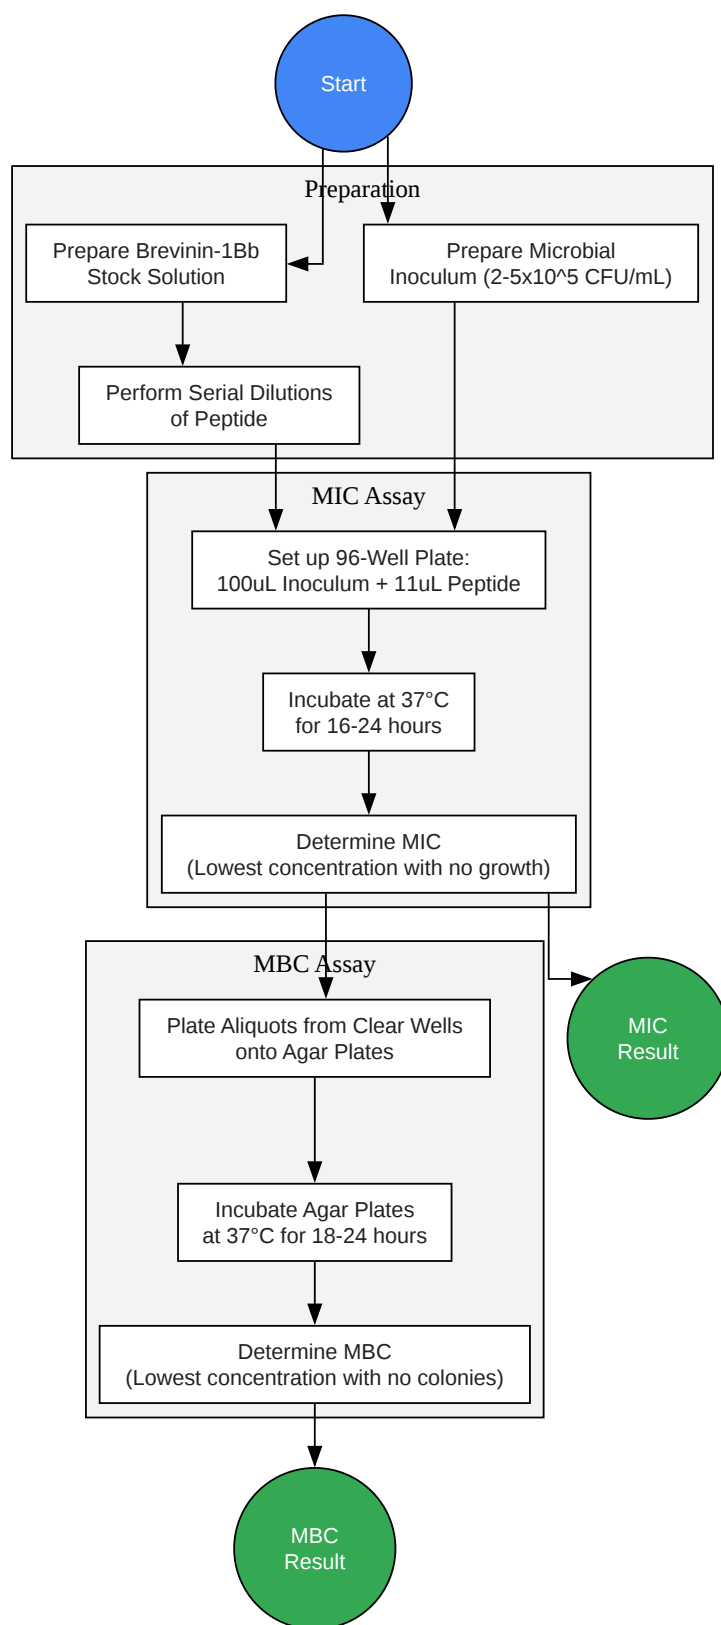 Start
Preparation
Prepare Brevinin-1Bb
Stock Solution
Prepare Microbial
Inoculum (2-5x10^5 CFU/mL)
Perform Serial Dilutions
of Peptide
MIC Assay
Set up 96-Well Plate:
100uL Inoculum + 11uL Peptide
Incubate at 37°C
for 16-24 hours
Determine MIC
(Lowest concentration with no growth)
MBC Assay
Plate Aliquots from Clear Wells
onto Agar Plates
MIC
Result
Incubate Agar Plates
at 37°C for 18-24 hours
Determine MBC
(Lowest concentration with no colonies)
MBC
Result